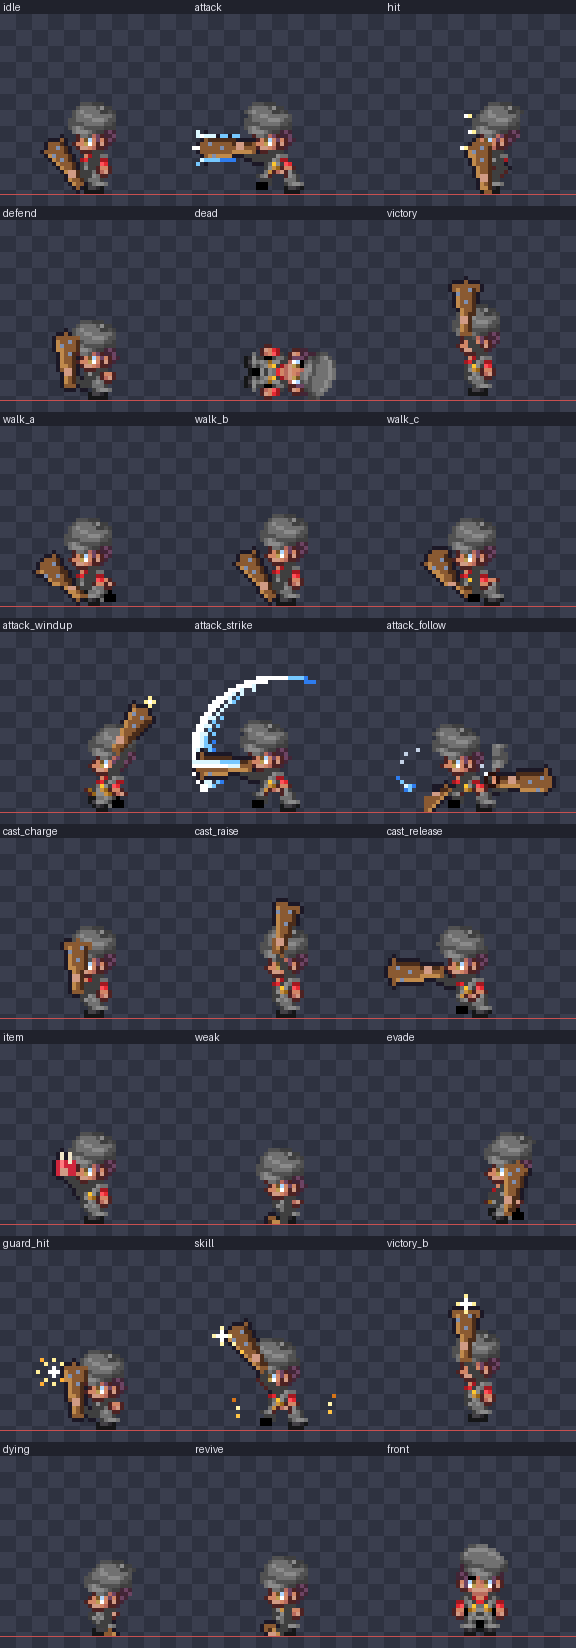 idle attack hit
defend dead victory
walk_a walk_b walk_c
attack_windup attack_strike attack_follow
cast_charge cast_raise cast_release
item weak evade
guard_hit skill victory_b
dying revive front